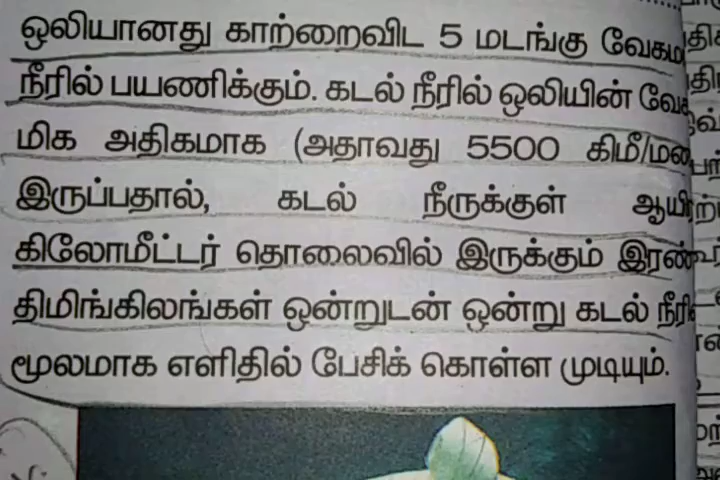 ஒலியானது காற்றைவிட 5 மடங்கு
நீரில் பயணிக்கும். கடல் நீரில் ஒலியின்
மிக அதிகமாக (அதாவது 5500 கிமீ/
இருப்பதால், கடல் நீருக்குள்
கிலோமீட்டர் தொலைவில் இருக்கும்
திமிங்கிலங்கள் ஒன்றுடன் ஒன்று கடல்
மூலமாக எளிதில் பேசிக் கொள்ள முடியும்.